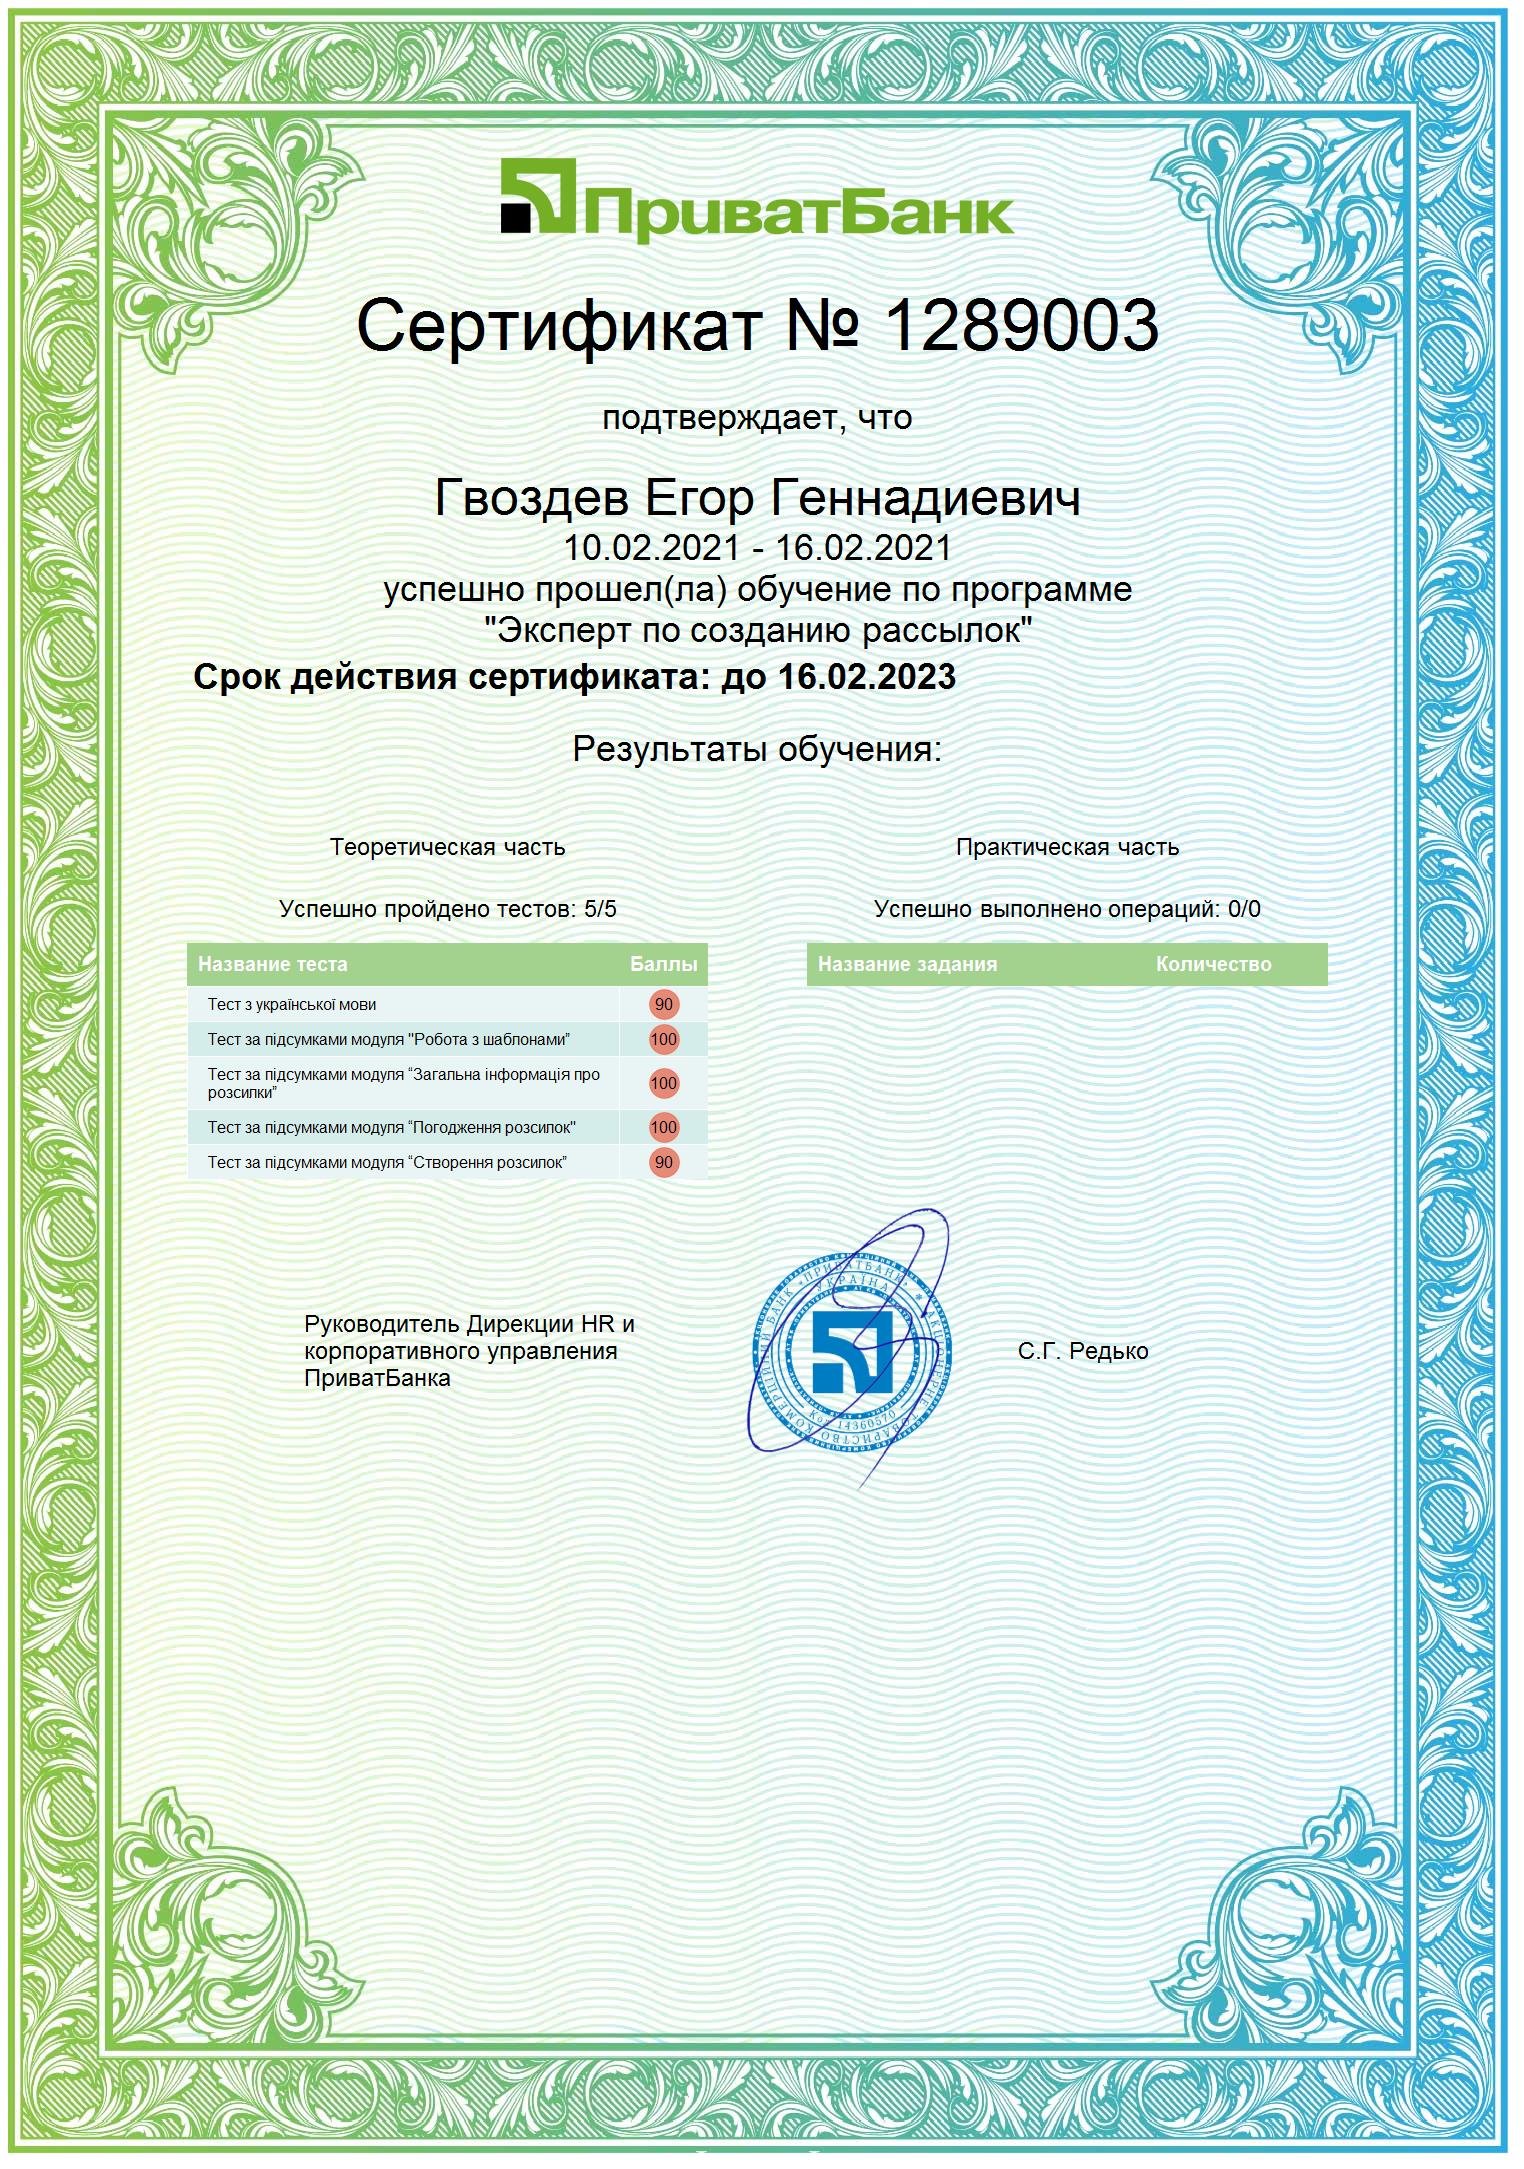 ПриватБанк
Сертификат № 1289003
подтверждает, что
Гвоздев Егор Геннадиевич
10.02.2021 - 16.02.2021
успешно прошел(ла) обучение по программе
"Эксперт по созданию рассылок"
Срок действия сертификата: до 16.02.2023
Результаты обучения:
Теоретическая часть
Успешно пройдено тестов: 5/5
Название теста Баллы
Тест з української мови 90
Тест за підсумками модуля "Робота з шаблонами” 100
Тест за підсумками модуля “Загальна інформація про
розсилки” 100
Тест за підсумками модуля “Погодження розсилок" 100
Тест за підсумками модуля “Створення розсилок” 90
Практическая часть
Успешно выполнено операций: 0/0
Название задания Количество
Руководитель Дирекции HR и
корпоративного управления
ПриватБанка
АКЦІОНЕРНЕ ТОВАРИСТВО КОМЕРЦІЙНИЙ БАНК «ПРИВАТБАНК» *
УКРАЇНА
Код 14360570
С.Г. Редько